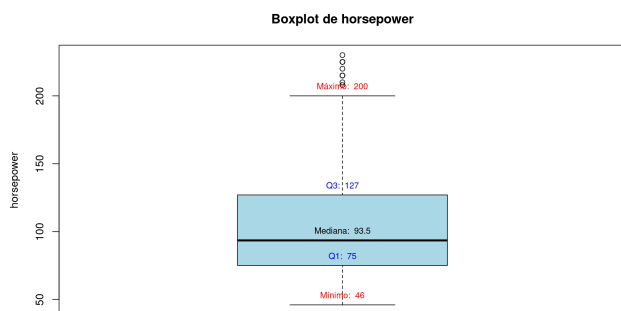 Boxplot de horsepower
horsepower
200
150
100
50
Máximo: 200
Q3: 127
Mediana: 93.5
Q1: 75
Mínimo: 46